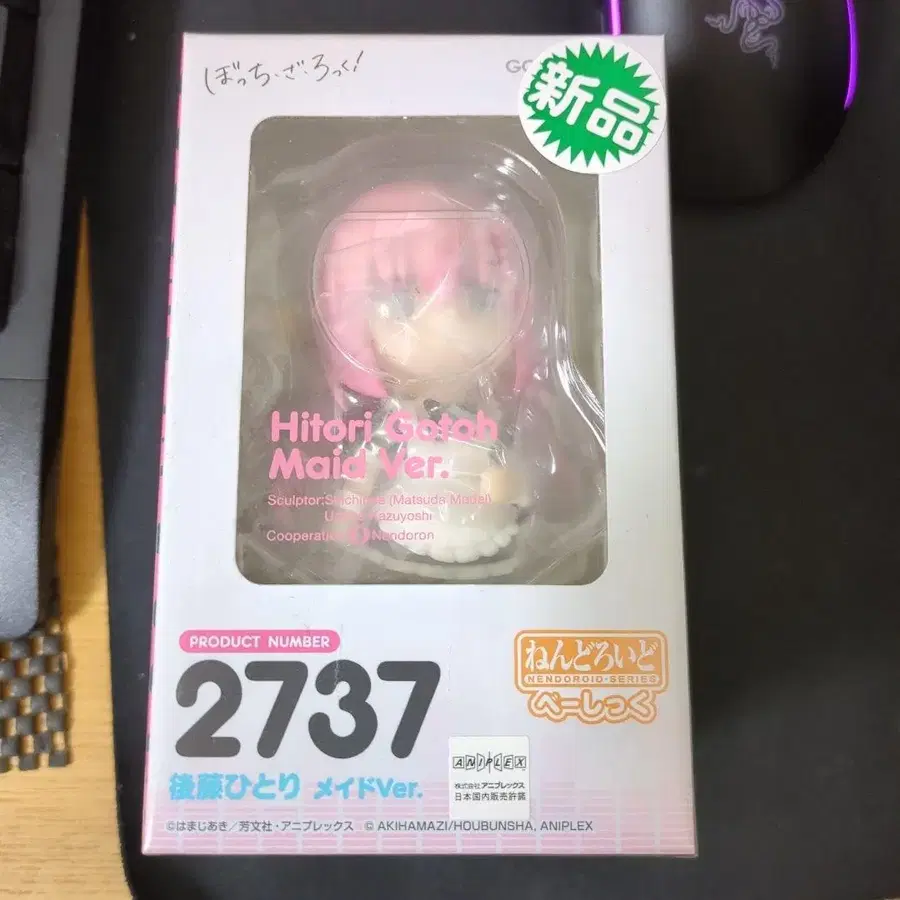 ぼっち・ざ・ろっく!
新品
Hitori Gotoh
Maid Ver.
(Matsuda Model)
Kazuyoshi
Cooperation Nendoron
PRODUCT NUMBER
2737
ねんどろいど
NENDOROID・SERIES
べーしっく
後藤ひとり メイドVer.
ANIPLEX
株式会社アニプレックス
日本国内販売許諾
©はまじあき/芳文社・アニプレックス © AKIHAMAZI/HOUBUNSHA, ANIPLEX